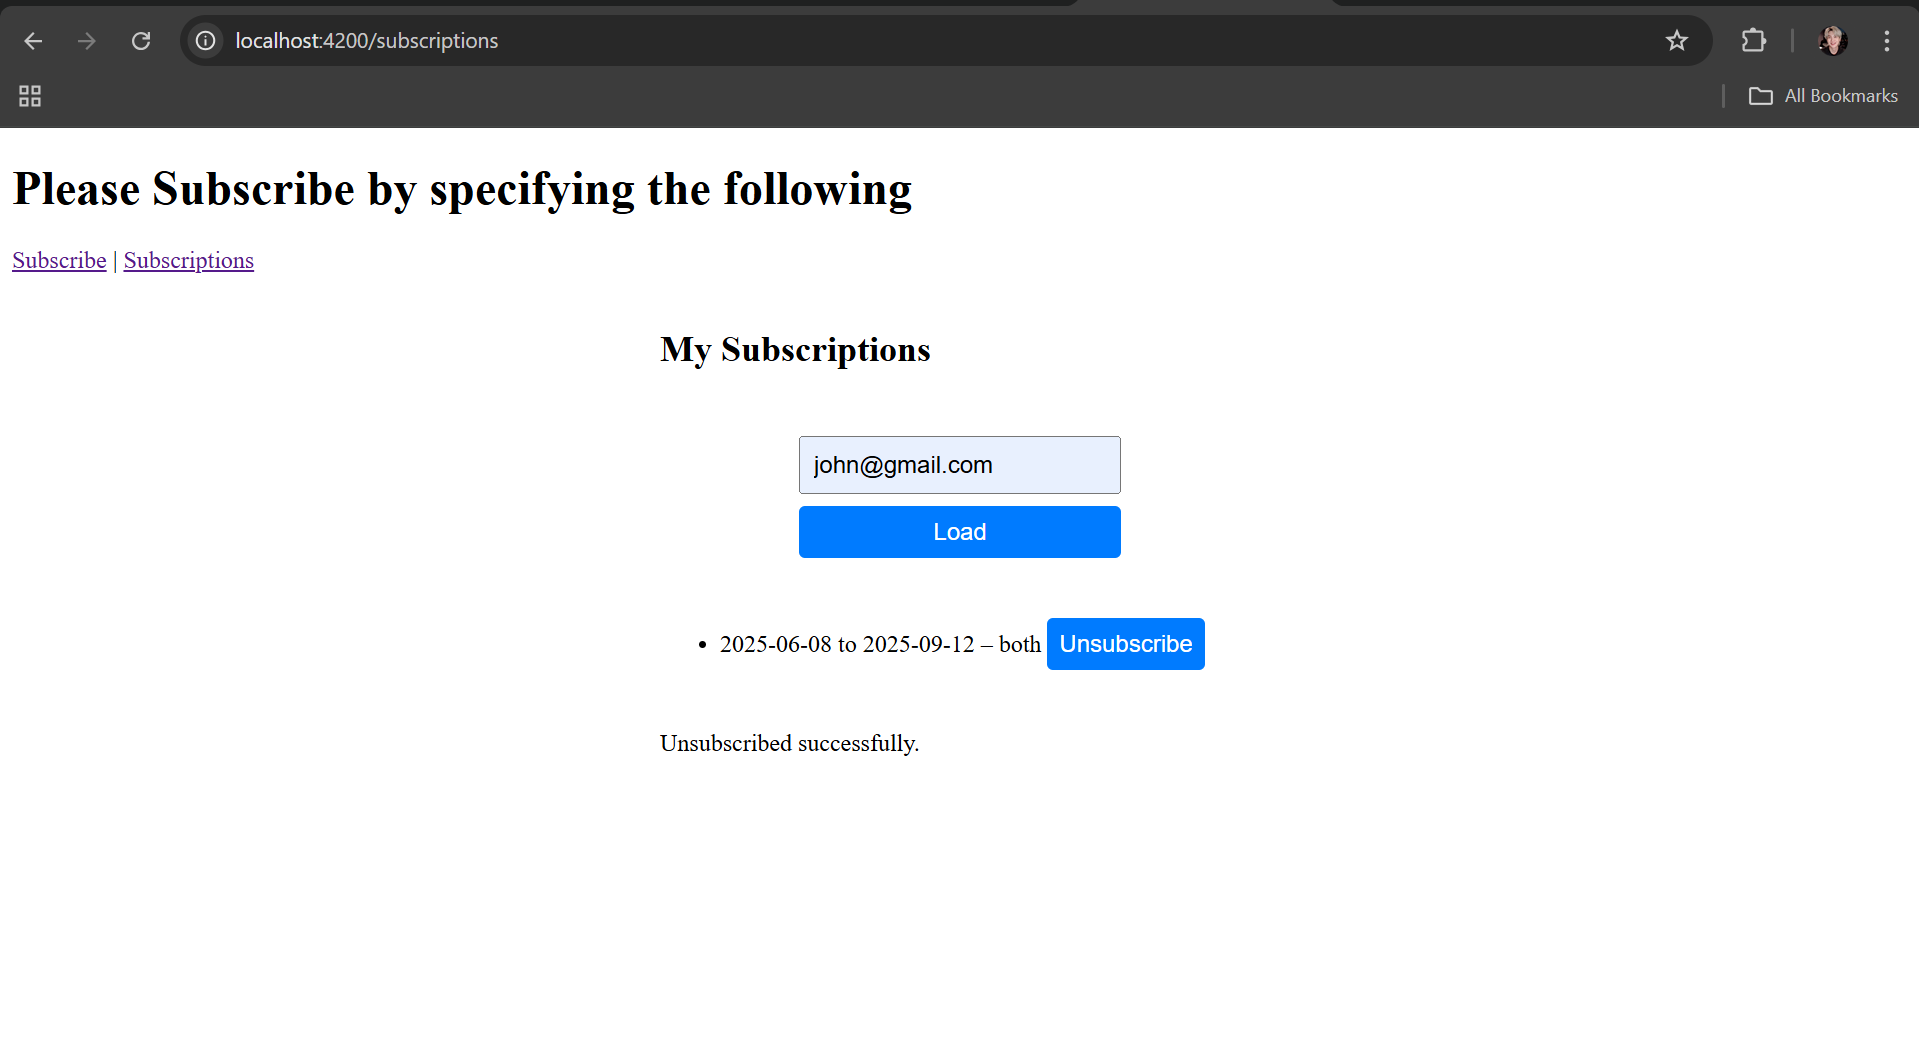 localhost:4200/subscriptions
All Bookmarks
Please Subscribe by specifying the following
Subscribe | Subscriptions
My Subscriptions
john@gmail.com
Load
• 2025-06-08 to 2025-09-12 – both Unsubscribe
Unsubscribed successfully.